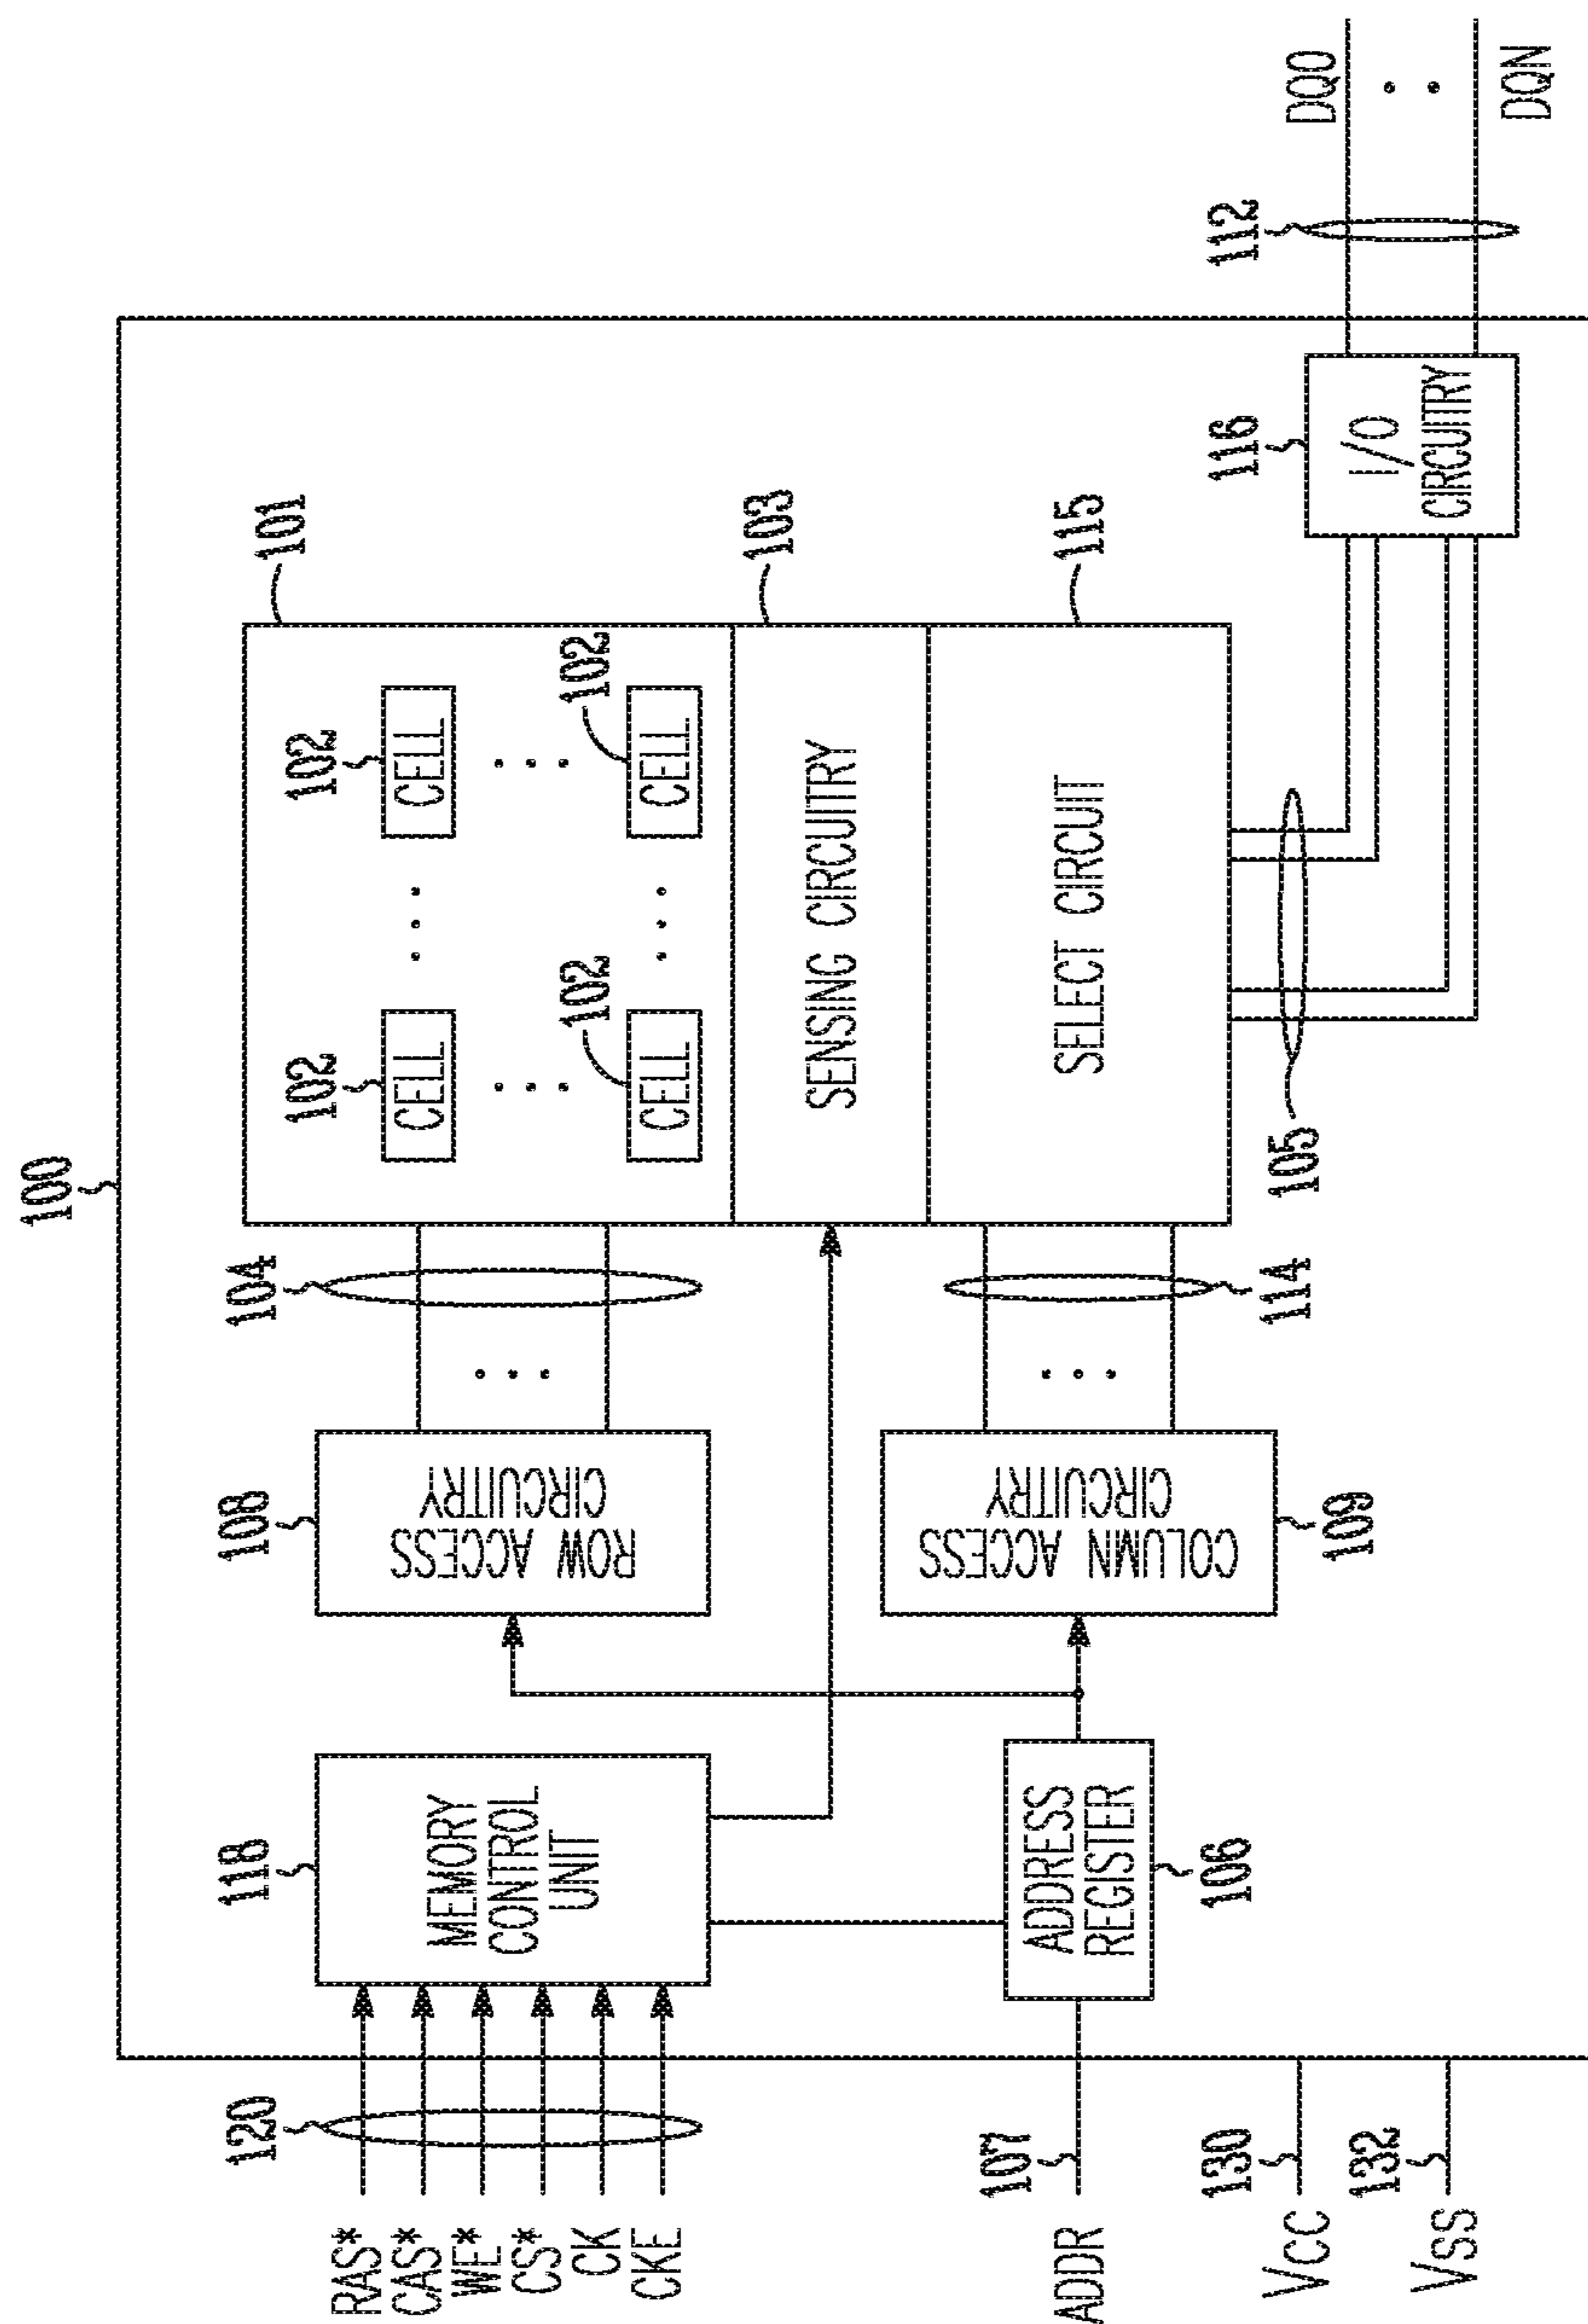 100
101
102
CELL
102
CELL
102
CELL
102
CELL
103
SENSING CIRCUITRY
115
SELECT CIRCUIT
104
108
ROW ACCESS
CIRCUITRY
118
MEMORY
CONTROL
UNIT
120
RAS*
CAS*
WE*
CS*
CK
CKE
114
109
COLUMN ACCESS
CIRCUITRY
106
ADDRESS
REGISTER
107
ADDR
130
VCC
132
VSS
105
116
I/O
CIRCUITRY
112
DQ0
DQN